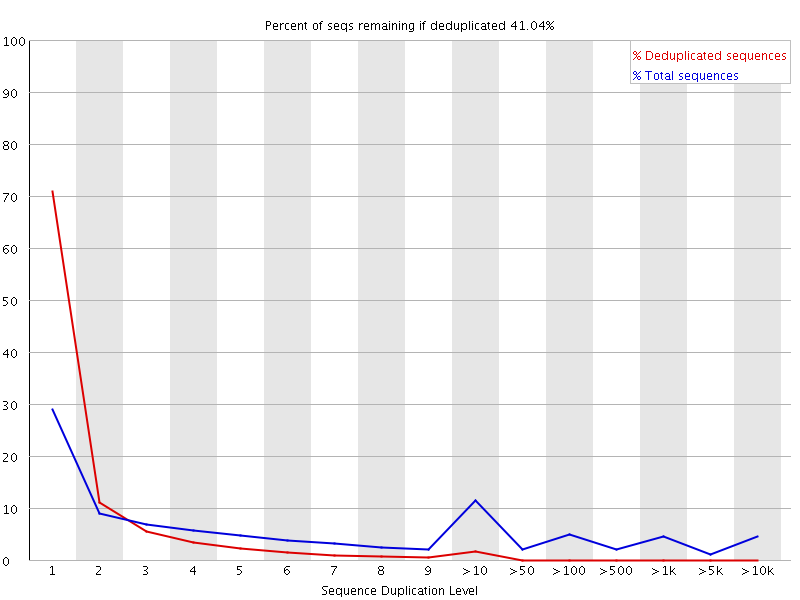 Percent of seqs remaining if deduplicated 41.04%
% Deduplicated sequences
% Total sequences
100
90
80
70
60
50
40
30
20
10
0
1 2 3 4 5 6 7 8 9 >10 >50 >100 >500 >1k >5k >10k
Sequence Duplication Level